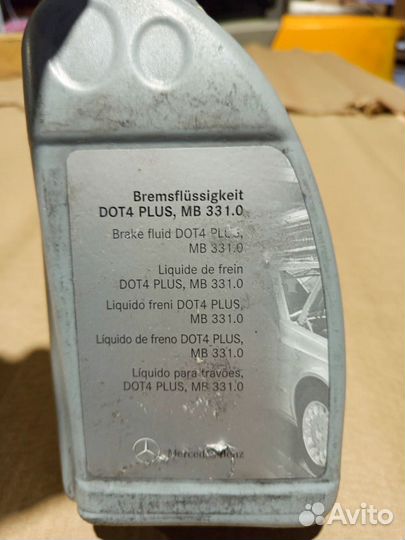 Bremsflüssigkeit
DOT4 PLUS, MB 331.0
Brake fluid DOT4 PLUS,
MB 331.0
Liquide de frein
DOT4 PLUS, MB 331.0
Liquido freni DOT4 PLUS,
MB 331.0
Líquido de freno DOT4 PLUS,
MB 331.0
Líquido para travões,
DOT4 PLUS, MB 331.0
Mercedes-Benz
Avito